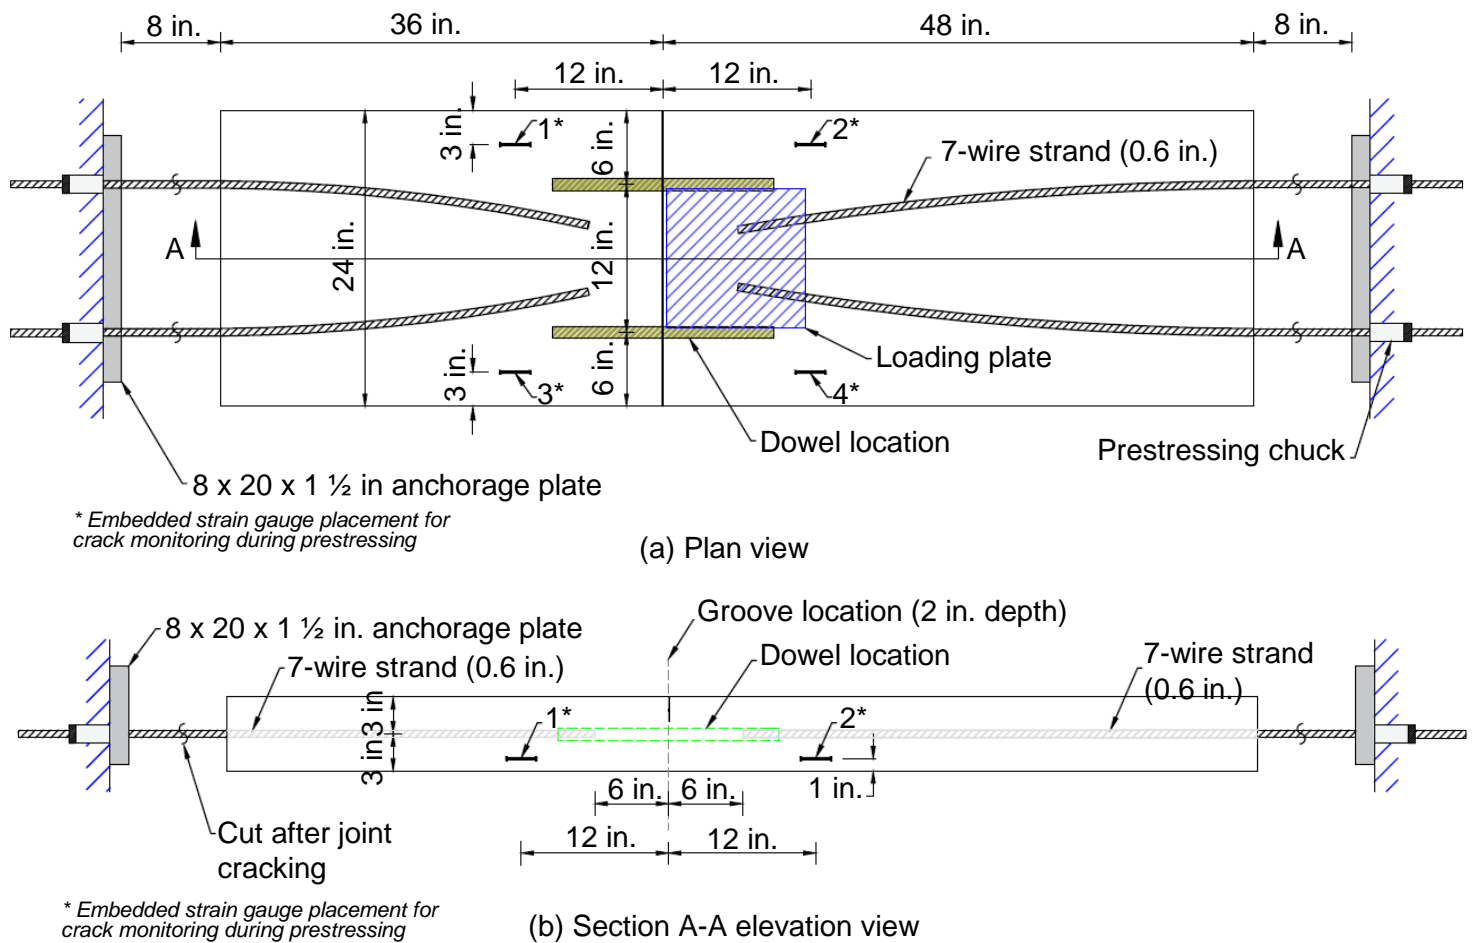 8 in.
36 in.
48 in.
8 in.
12 in.
12 in.
3 in.
1*
6 in.
2*
7-wire strand (0.6 in.)
A
24 in.
12 in.
A
3 in.
3*
6 in.
4*
Loading plate
Dowel location
Prestressing chuck
8 x 20 x 1 ½ in anchorage plate
* Embedded strain gauge placement for
crack monitoring during prestressing
(a) Plan view
Groove location (2 in. depth)
8 x 20 x 1 ½ in. anchorage plate
Dowel location
7-wire strand (0.6 in.)
7-wire strand
(0.6 in.)
3 in
1*
2*
3 in
1 in.
6 in.
6 in.
12 in.
12 in.
Cut after joint
cracking
* Embedded strain gauge placement for
crack monitoring during prestressing
(b) Section A-A elevation view